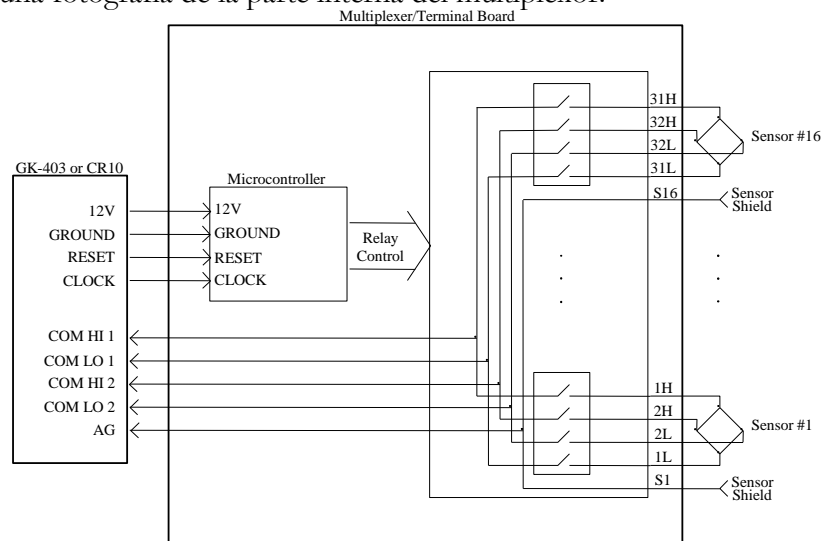 una fotografía de la parte interna del multiplexor.
Multiplexer/Terminal Board
31H
32H
32L
31L
S16
Sensor #16
Sensor
Shield
GK-403 or CR10
Microcontroller
12V
GROUND
RESET
CLOCK
12V
GROUND
RESET
CLOCK
Relay
Control
COM HI 1
COM LO 1
COM HI 2
COM LO 2
AG
1H
2H
2L
1L
S1
Sensor #1
Sensor
Shield